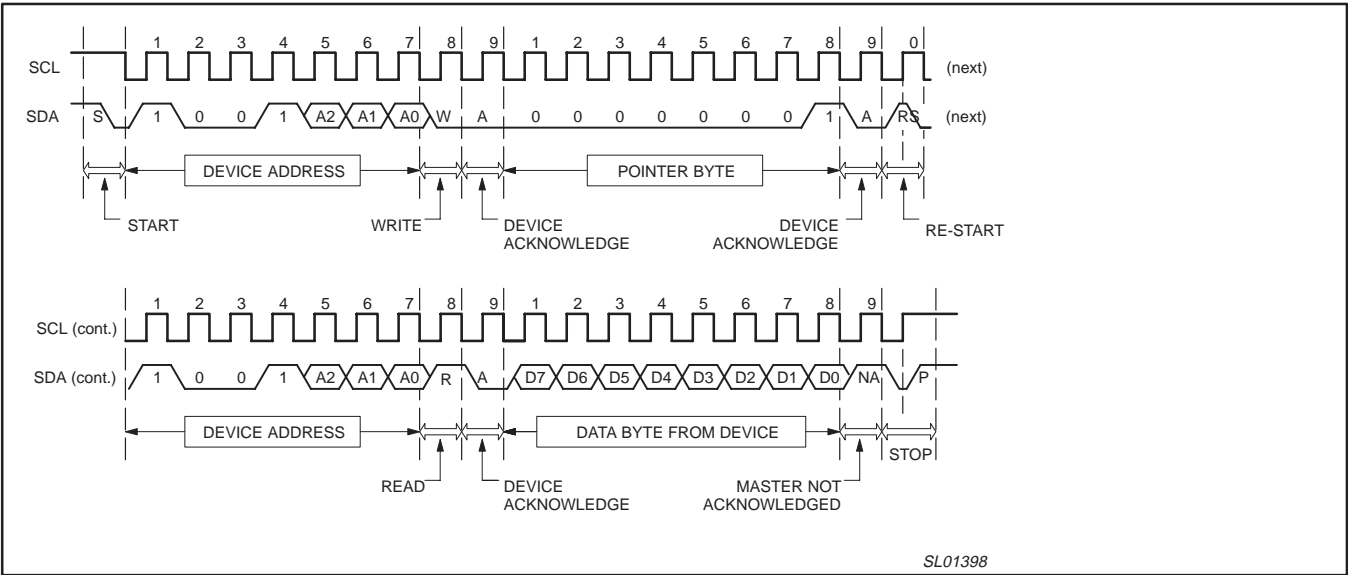 1 2 3 4 5 6 7 8 9 1 2 3 4 5 6 7 8 9 0
SCL (next)
SDA S 1 0 0 1 A2 A1 A0 W A 0 0 0 0 0 0 0 1 A RS (next)
DEVICE ADDRESS POINTER BYTE
START WRITE DEVICE ACKNOWLEDGE DEVICE ACKNOWLEDGE RE-START
1 2 3 4 5 6 7 8 9 1 2 3 4 5 6 7 8 9
SCL (cont.)
SDA (cont.) 1 0 0 1 A2 A1 A0 R A D7 D6 D5 D4 D3 D2 D1 D0 NA P
DEVICE ADDRESS DATA BYTE FROM DEVICE
STOP
READ DEVICE ACKNOWLEDGE MASTER NOT ACKNOWLEDGED
SL01398